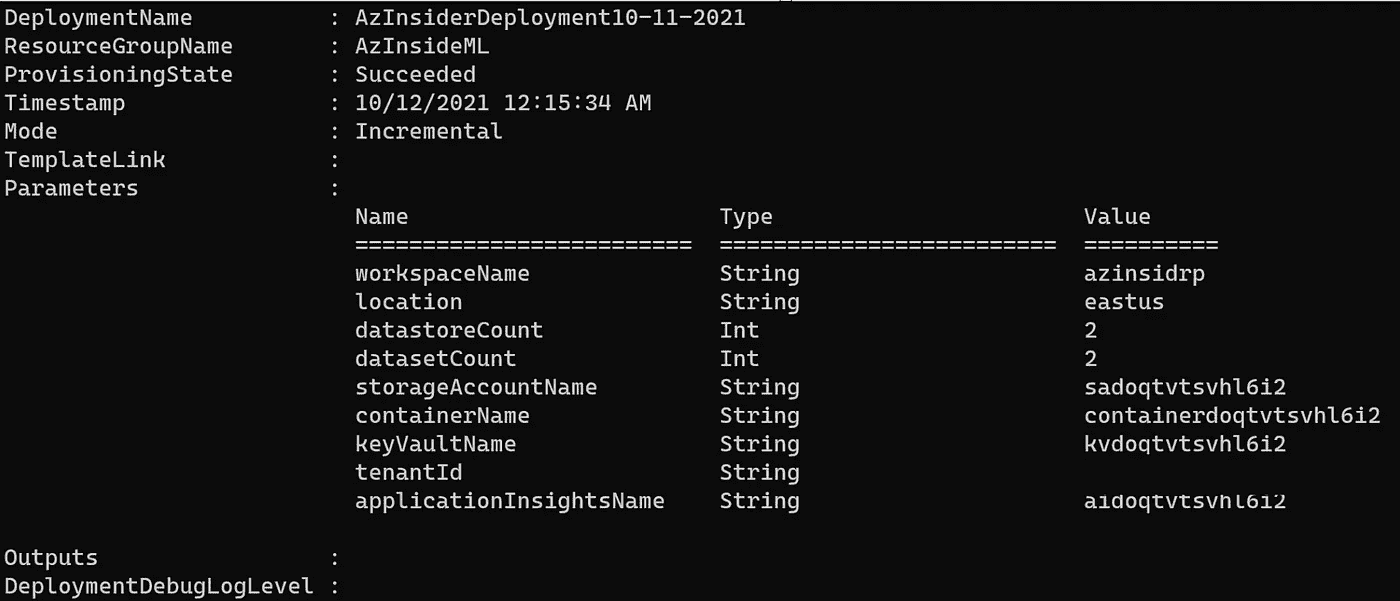 DeploymentName : AzInsiderDeployment10-11-2021
ResourceGroupName : AzInsideML
ProvisioningState : Succeeded
Timestamp : 10/12/2021 12:15:34 AM
Mode : Incremental
TemplateLink :
Parameters :
Name Type Value
========================= ========================= ==========
workspaceName String azinsidrp
location String eastus
datastoreCount Int 2
datasetCount Int 2
storageAccountName String sadoqtvtsvhl6i2
containerName String containerdoqtvtsvhl6i2
keyVaultName String kvdoqtvtsvhl6i2
tenantId String
applicationInsightsName String aidoqtvtsvhl6i2
Outputs :
DeploymentDebugLogLevel :